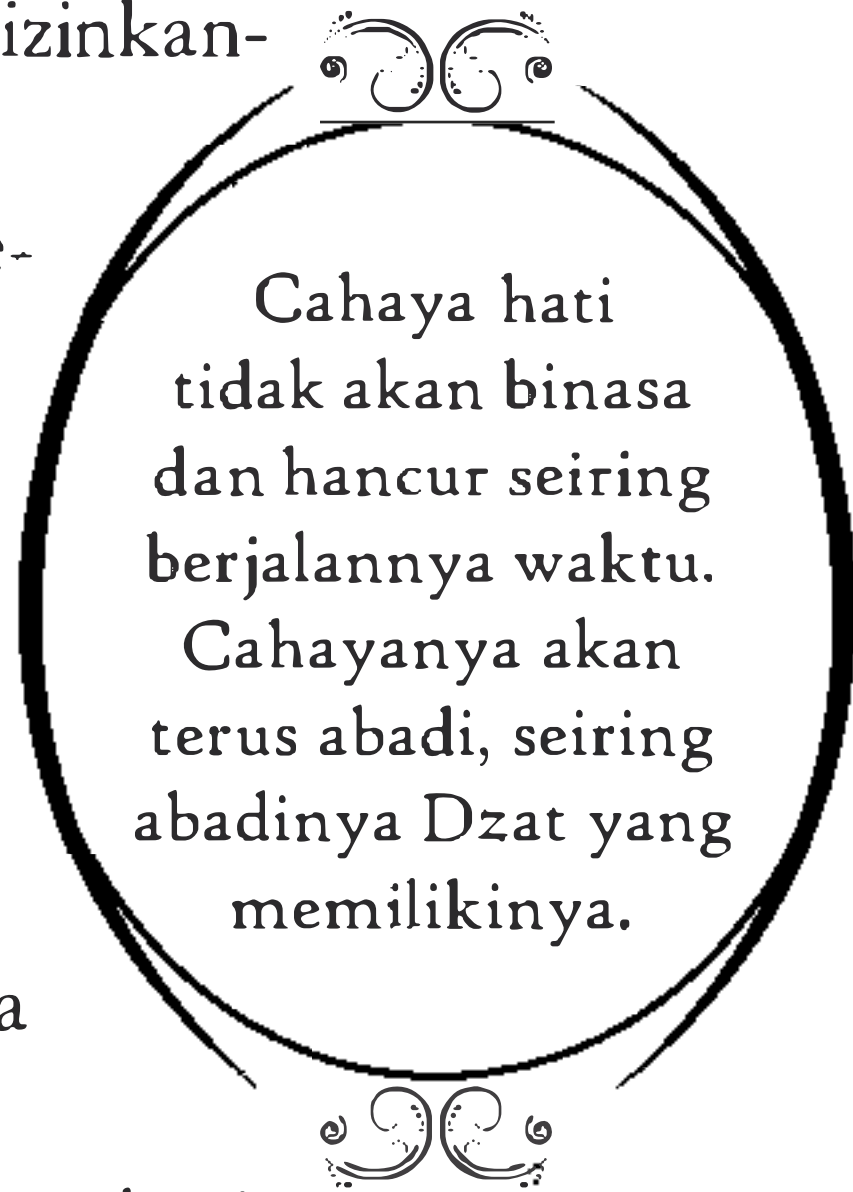 izinkan-
Cahaya hati
tidak akan binasa
dan hancur seiring
berjalannya waktu.
Cahayanya akan
terus abadi, seiring
abadinya Dzat yang
memilikinya.
a